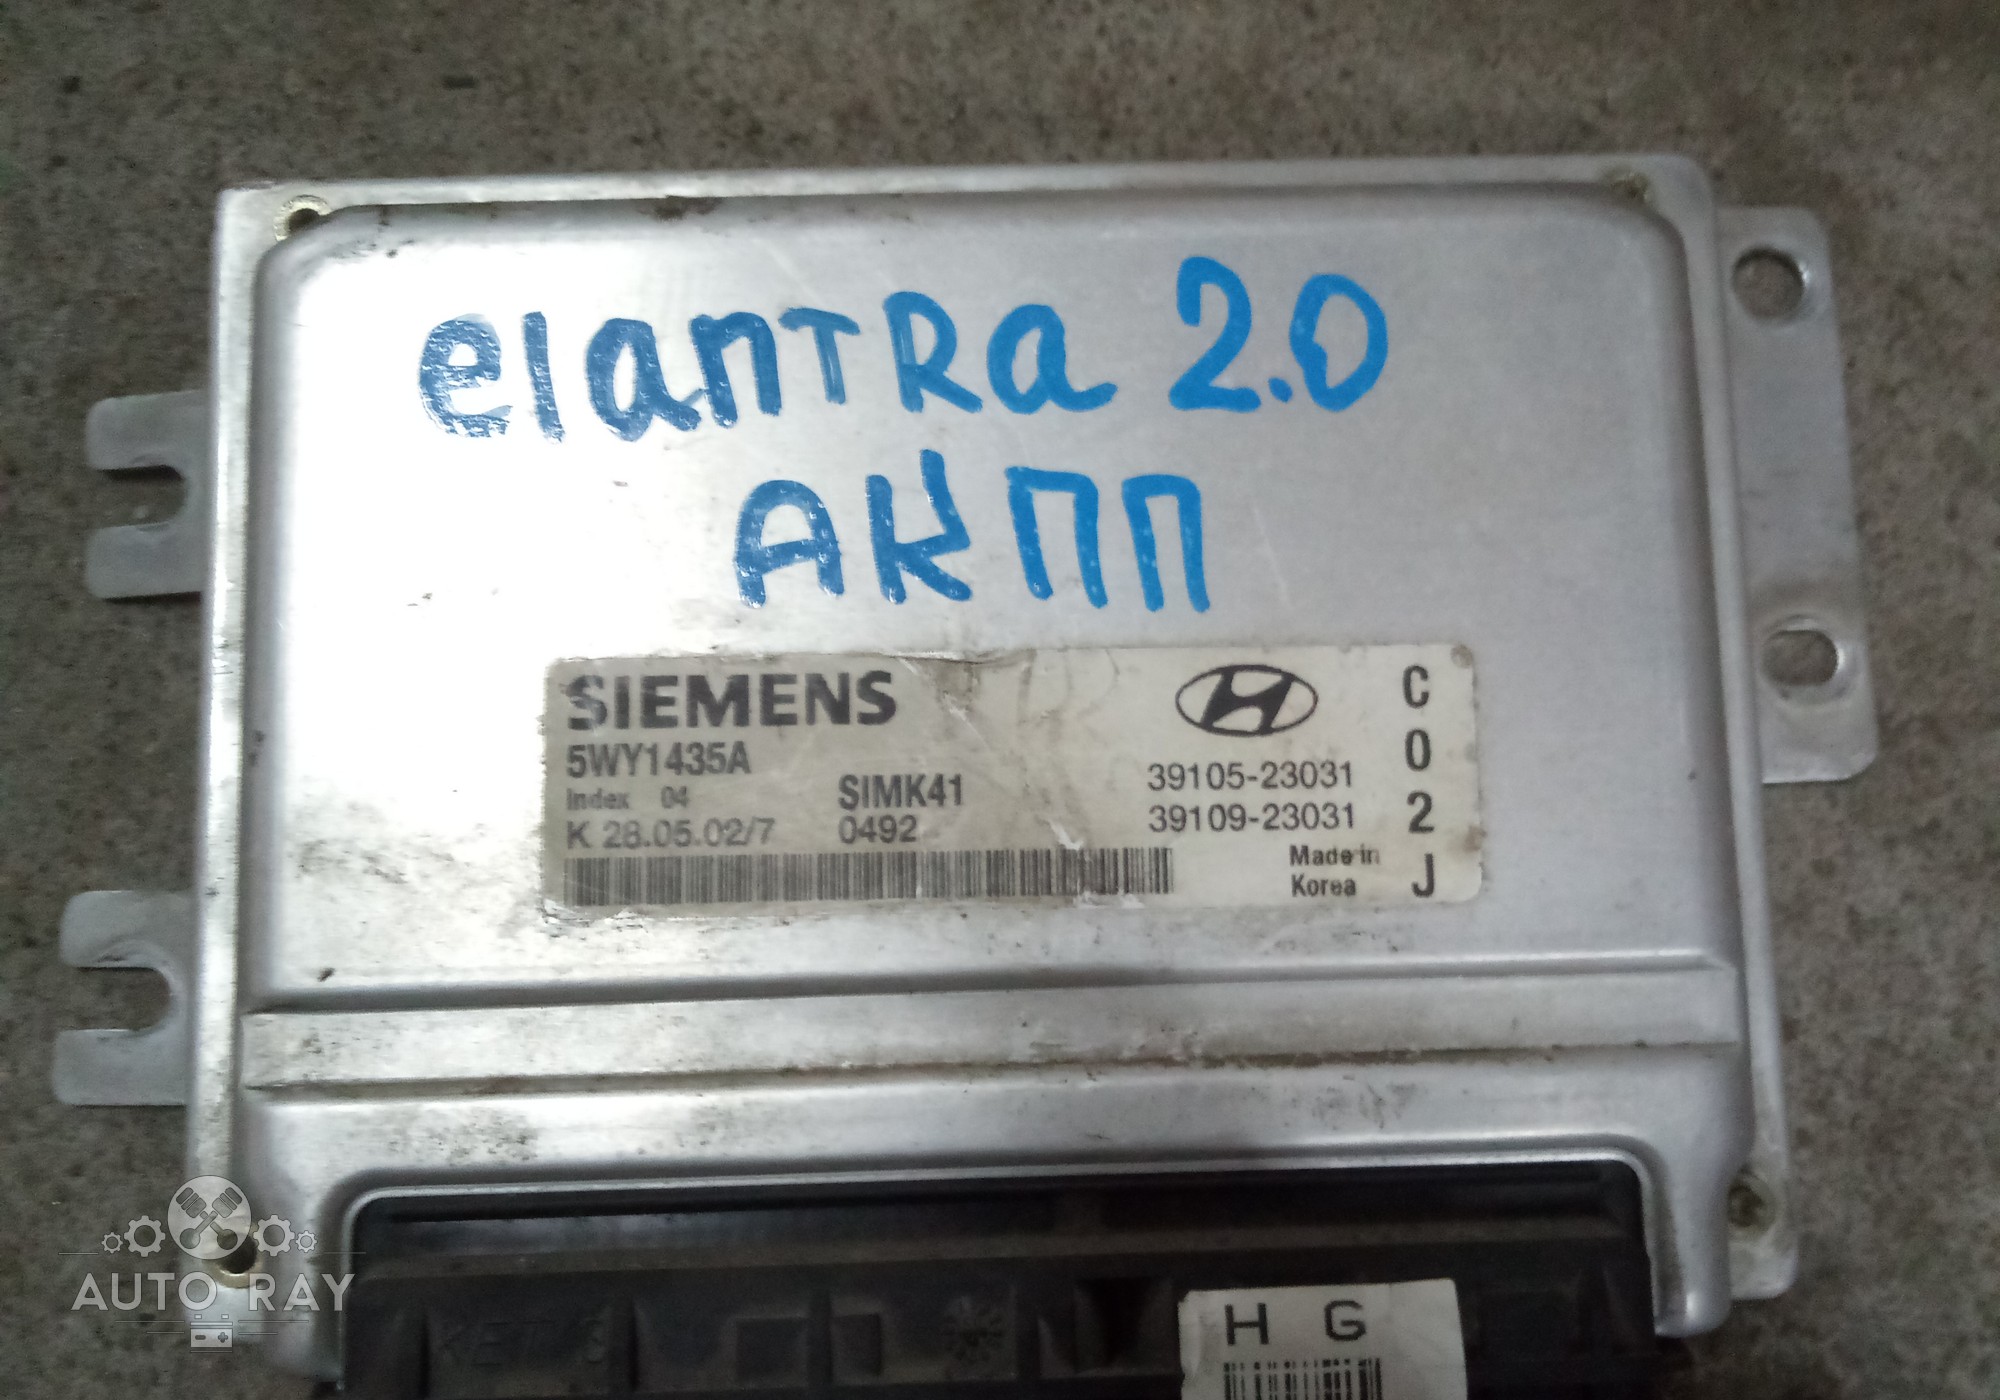 elantRa 2.0
АКПП
SIEMENS
5WY1435A
Index 04
SIMK41
K 28.05.02/7
0492
39105-23031
39109-23031
Made in
Korea
C
0
2
J
AUTO RAY
KET
H G